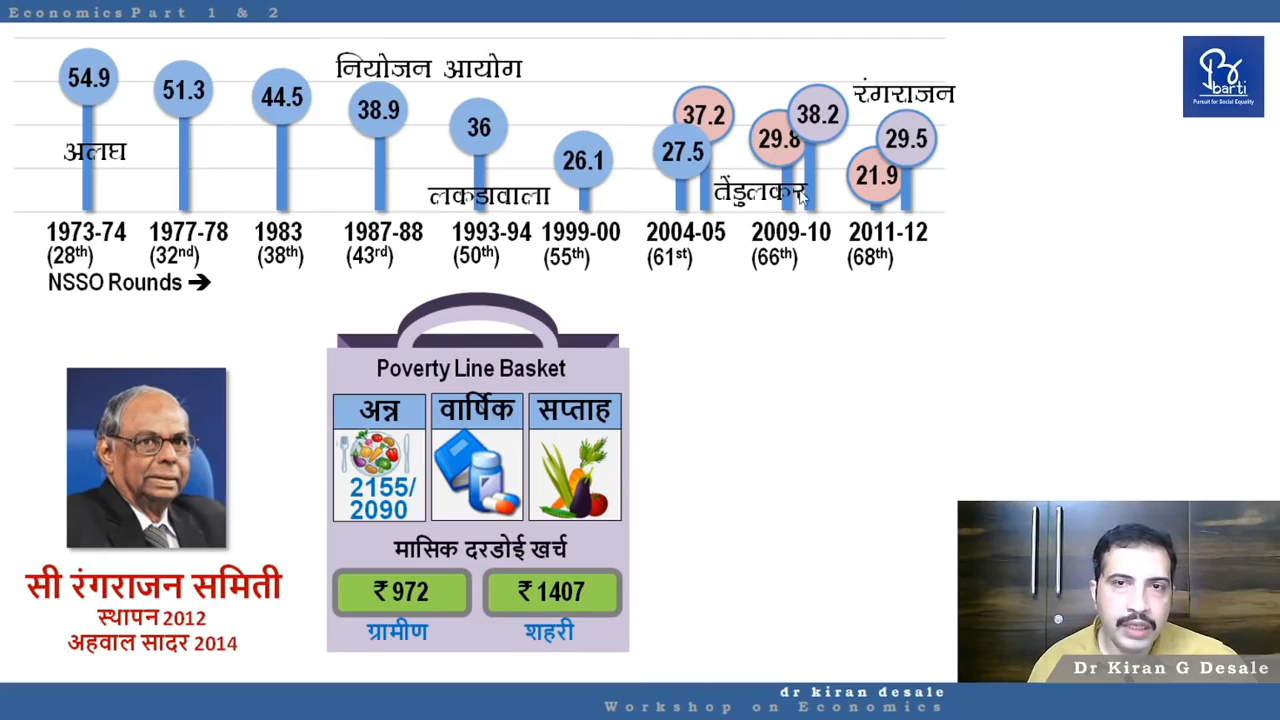 Economics Part 1 & 2
54.9
51.3
44.5
38.9
36
26.1
27.5
37.2
29.8
38.2
21.9
29.5
नियोजन आयोग
रंगराजन
अलघ
लकडावाला
तेंडुलकर
1973-74 1977-78 1983 1987-88 1993-94 1999-00 2004-05 2009-10 2011-12
(28th) (32nd) (38th) (43rd) (50th) (55th) (61st) (66th) (68th)
NSSO Rounds ➔
barti
Pursuit for Social Equality
Poverty Line Basket
अन्न वार्षिक सप्ताह
2155/
2090
मासिक दरडोई खर्च
₹ 972 ₹ 1407
ग्रामीण शहरी
सी रंगराजन समिती
स्थापन 2012
अहवाल सादर 2014
Dr Kiran G Desale
dr kiran desale
Workshop on Economics